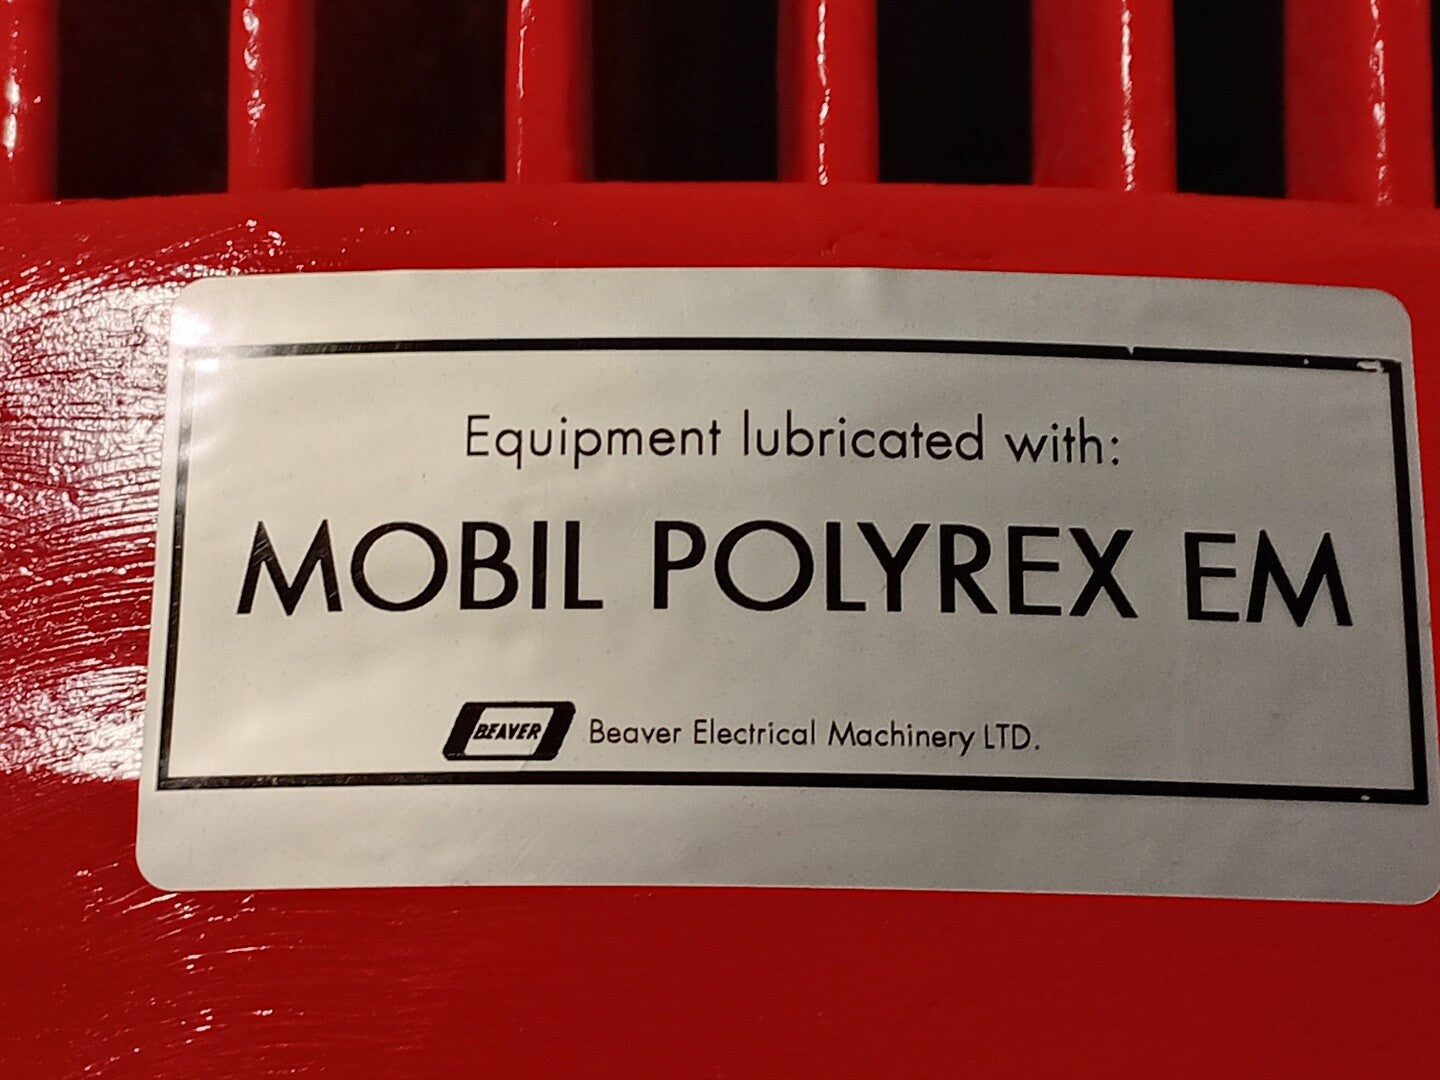 Equipment lubricated with:
MOBIL POLYREX EM
BEAVER Beaver Electrical Machinery LTD.